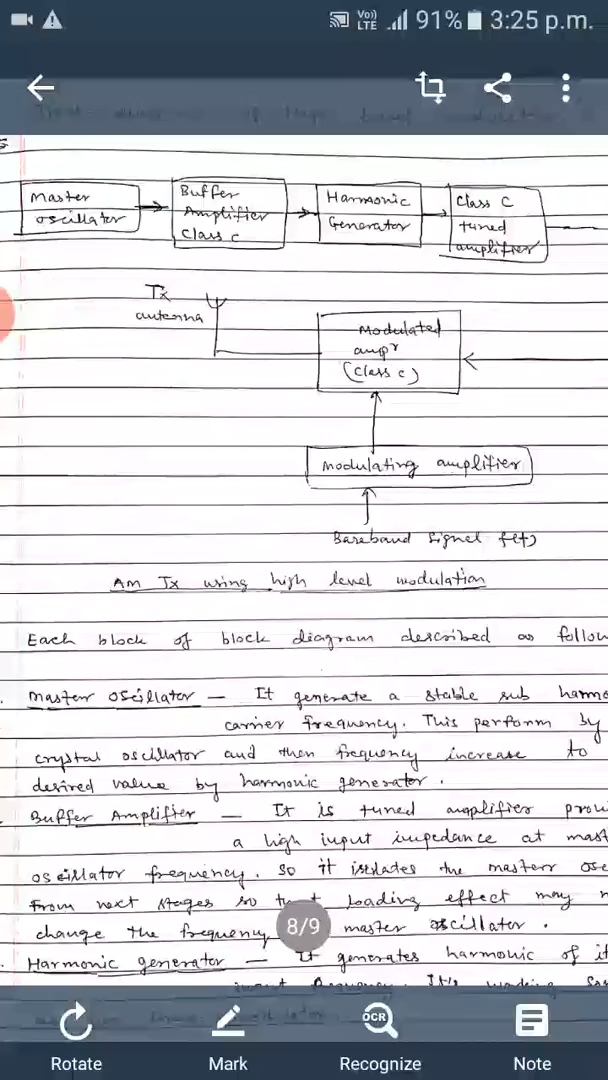 91% 3:25 p.m.
Master
oscillator
Buffer
Amplifier
Class C
Harmonic
Generator
Class C
tuned
amplifier
Tx
antenna
Modulated
ampr
(Class C)
Modulating amplifier
Baseband signal f(t)
Am Tx using high level modulation
Each block of block diagram described as follow
Master oscillator — It generate a stable sub harmo
carrier frequency. This perform by
crystal oscillator and then frequency increase to
desired value by harmonic generator.
Buffer Amplifier — It is tuned amplifier prov
a high input impedance at mast
oscillator frequency. So it isolates the masterr osc
from next stages so loading effect may n
change the frequency master oscillator.
8/9
Harmonic generator — It generates harmonic of it
Rotate Mark Recognize Note
OCR